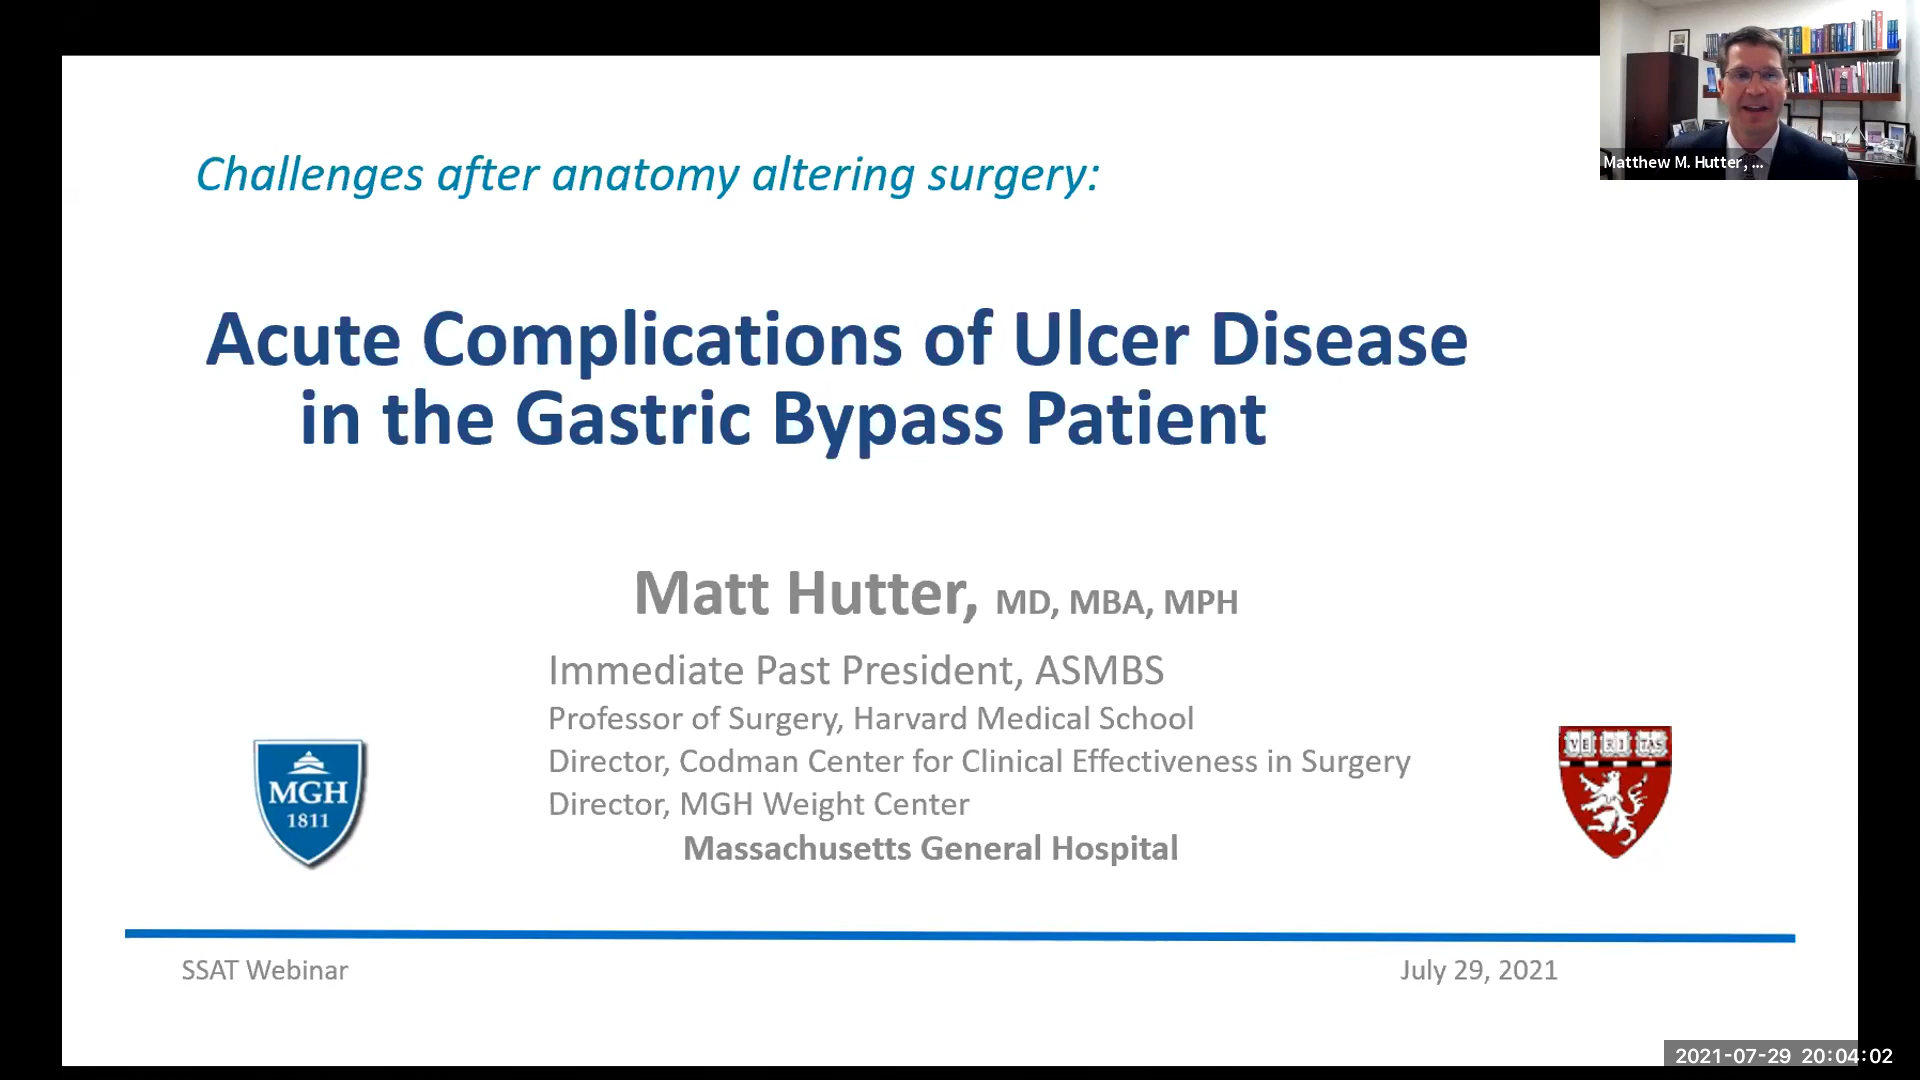 Challenges after anatomy altering surgery:
Matthew M. Hutter, ...
Acute Complications of Ulcer Disease
in the Gastric Bypass Patient
Matt Hutter, MD, MBA, MPH
Immediate Past President, ASMBS
Professor of Surgery, Harvard Medical School
Director, Codman Center for Clinical Effectiveness in Surgery
Director, MGH Weight Center
Massachusetts General Hospital
MGH
1811
VE RI TAS
SSAT Webinar
July 29, 2021
2021-07-29 20:04:02